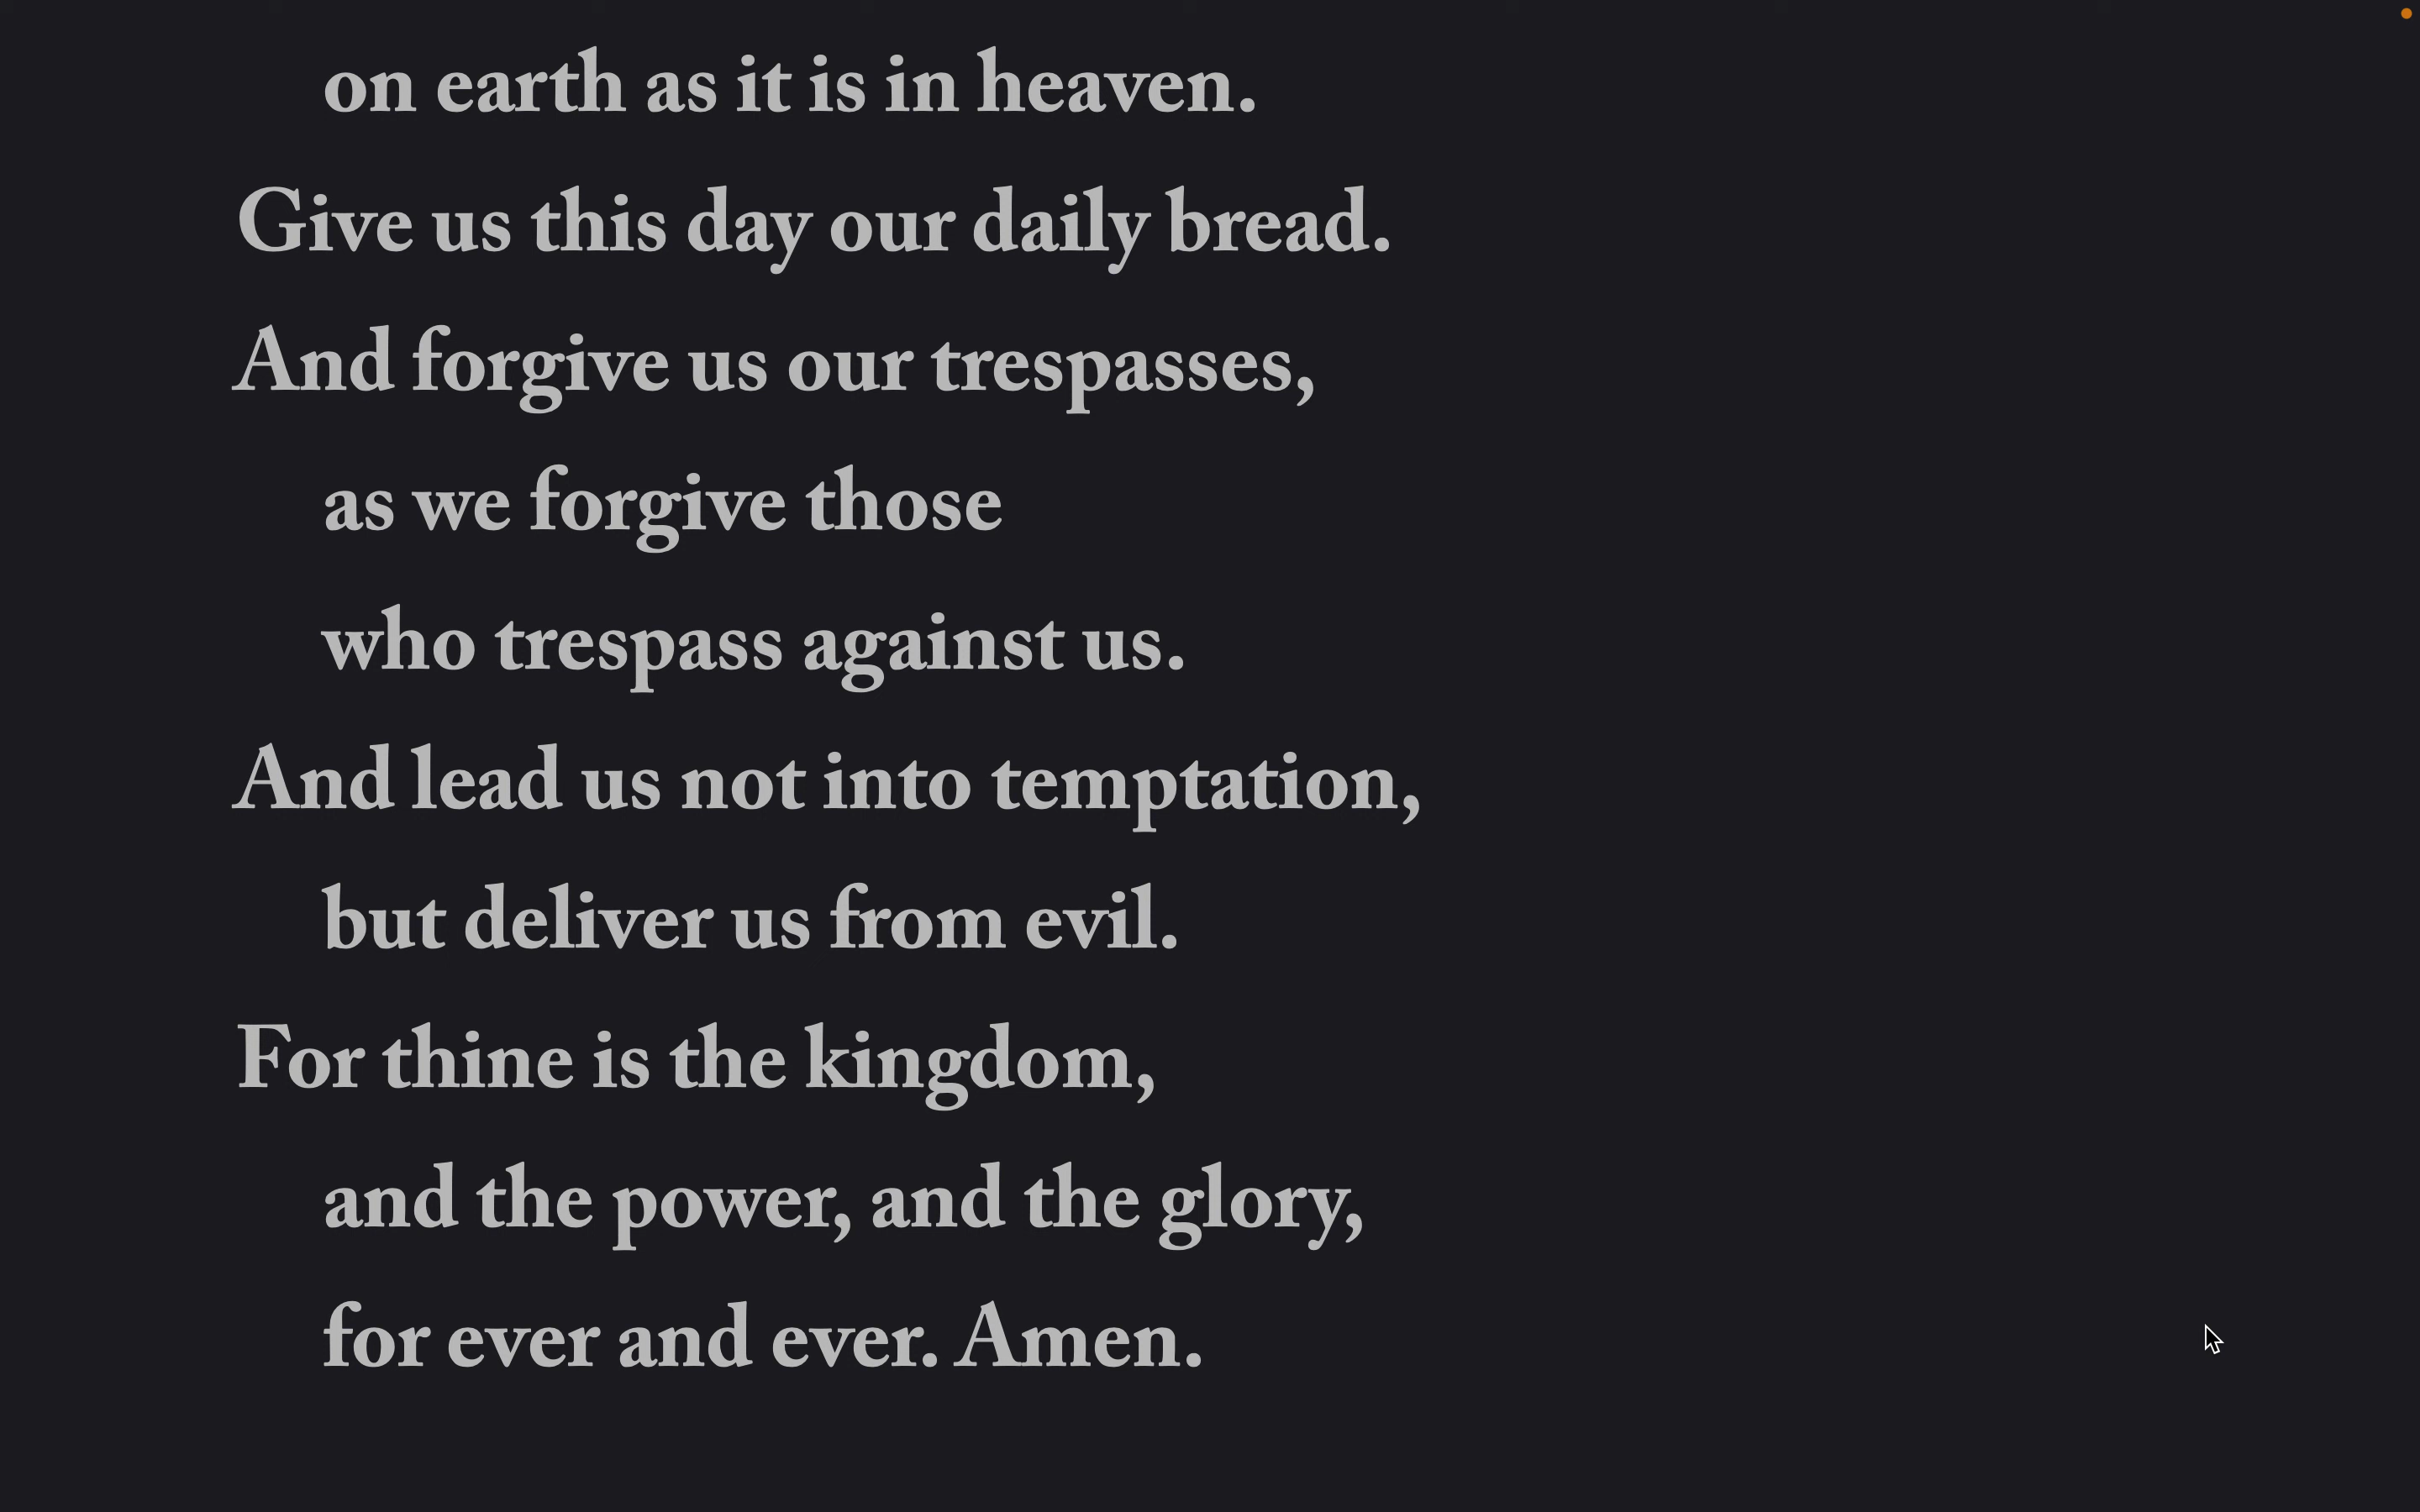 on earth as it is in heaven.
Give us this day our daily bread.
And forgive us our trespasses,
as we forgive those
who trespass against us.
And lead us not into temptation,
but deliver us from evil.
For thine is the kingdom,
and the power, and the glory,
for ever and ever. Amen.